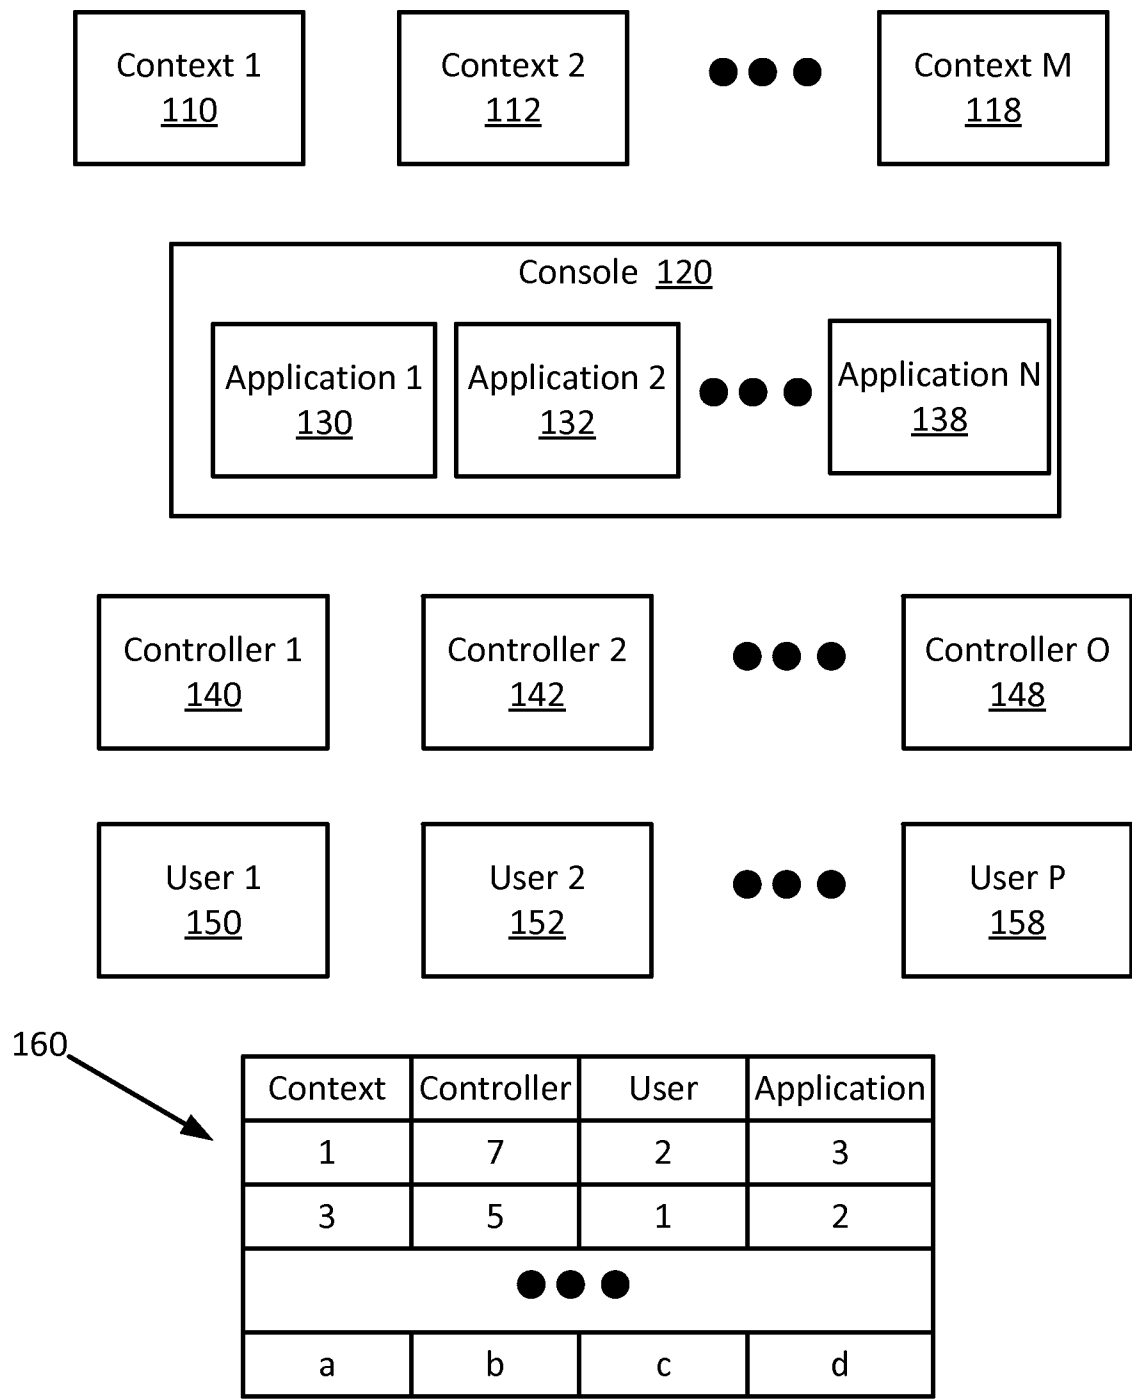 Context 1
110
Context 2
112
Context M
118
Console 120
Application 1
130
Application 2
132
Application N
138
Controller 1
140
Controller 2
142
Controller O
148
User 1
150
User 2
152
User P
158
160
Context Controller User Application
1 7 2 3
3 5 1 2
a b c d